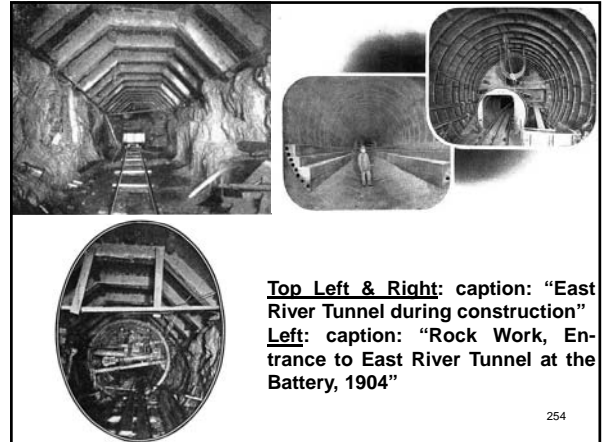 Top Left & Right: caption: “East
River Tunnel during construction”
Left: caption: “Rock Work, En-
trance to East River Tunnel at the
Battery, 1904”
254